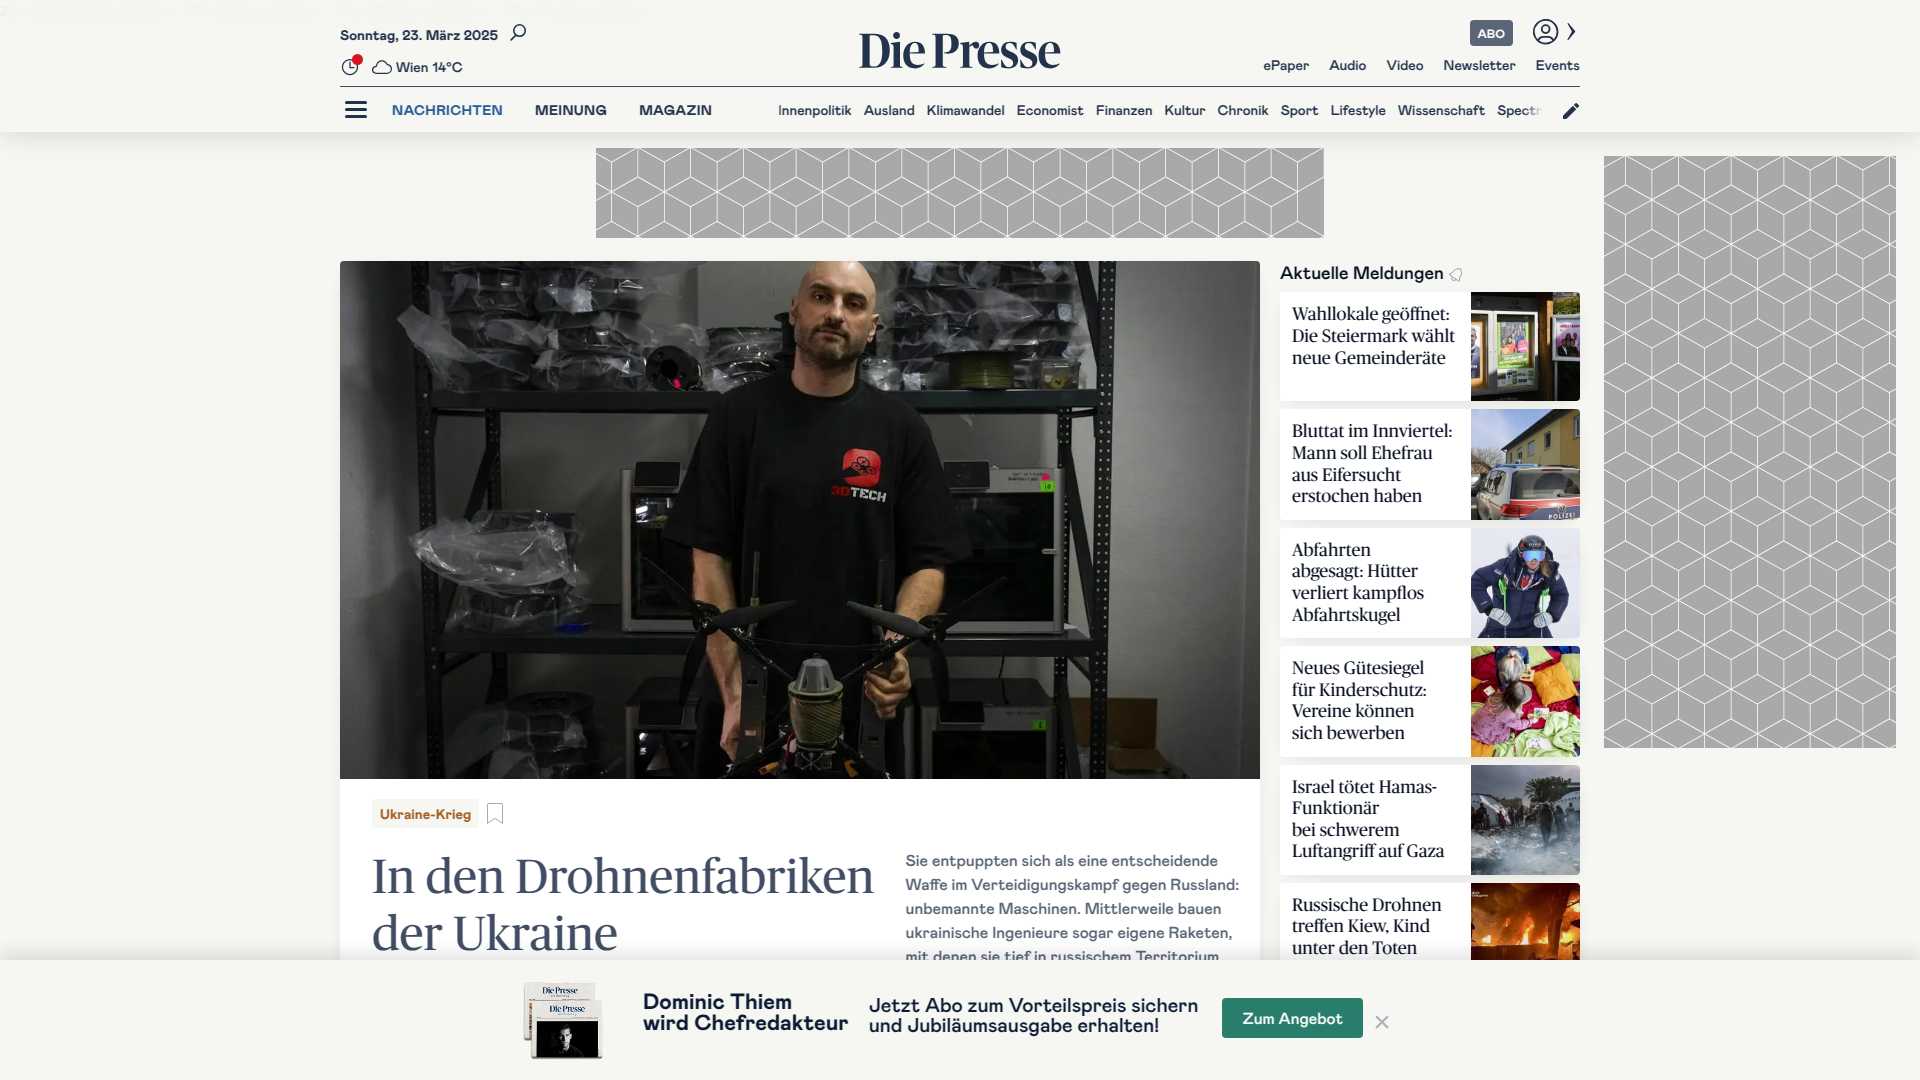 Sonntag, 23. März 2025
Wien 14°C
Die Presse
ABO
ePaper Audio Video Newsletter Events
NACHRICHTEN MEINUNG MAGAZIN
Innenpolitik Ausland Klimawandel Economist Finanzen Kultur Chronik Sport Lifestyle Wissenschaft
3DTECH
Ukraine-Krieg
In den Drohnenfabriken
der Ukraine
Sie entpuppten sich als eine entscheidende
Waffe im Verteidigungskampf gegen Russland:
unbemannte Maschinen. Mittlerweile bauen
ukrainische Ingenieure sogar eigene Raketen,
mit denen sie tief in russischem Territorium
Aktuelle Meldungen
Wahllokale geöffnet:
Die Steiermark wählt
neue Gemeinderäte
Bluttat im Innviertel:
Mann soll Ehefrau
aus Eifersucht
erstochen haben
POLIZEI
Abfahrten
abgesagt: Hütter
verliert kampflos
Abfahrtskugel
Neues Gütesiegel
für Kinderschutz:
Vereine können
sich bewerben
Israel tötet Hamas-
Funktionär
bei schwerem
Luftangriff auf Gaza
Russische Drohnen
treffen Kiew, Kind
unter den Toten
Die Presse
Die Presse
Dominic Thiem
wird Chefredakteur
Jetzt Abo zum Vorteilspreis sichern
und Jubiläumsausgabe erhalten!
Zum Angebot